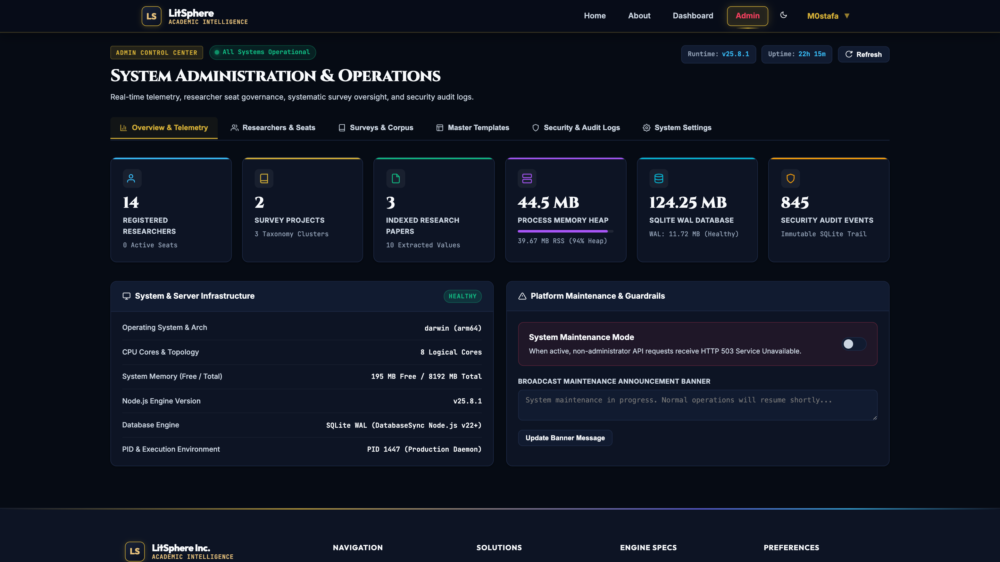 LS
LitSphere
ACADEMIC INTELLIGENCE
Home
About
Dashboard
Admin
M0stafa ▼
ADMIN CONTROL CENTER
All Systems Operational
Runtime: v25.8.1
Uptime: 22h 15m
Refresh
System Administration & Operations
Real-time telemetry, researcher seat governance, systematic survey oversight, and security audit logs.
Overview & Telemetry
Researchers & Seats
Surveys & Corpus
Master Templates
Security & Audit Logs
System Settings
14
REGISTERED
RESEARCHERS
0 Active Seats
2
SURVEY PROJECTS
3 Taxonomy Clusters
3
INDEXED RESEARCH
PAPERS
10 Extracted Values
44.5 MB
PROCESS MEMORY HEAP
39.67 MB RSS (94% Heap)
124.25 MB
SQLITE WAL DATABASE
WAL: 11.72 MB (Healthy)
845
SECURITY AUDIT EVENTS
Immutable SQLite Trail
System & Server Infrastructure
HEALTHY
Operating System & Arch
darwin (arm64)
CPU Cores & Topology
8 Logical Cores
System Memory (Free / Total)
195 MB Free / 8192 MB Total
Node.js Engine Version
v25.8.1
Database Engine
SQLite WAL (DatabaseSync Node.js v22+)
PID & Execution Environment
PID 1447 (Production Daemon)
Platform Maintenance & Guardrails
System Maintenance Mode
When active, non-administrator API requests receive HTTP 503 Service Unavailable.
BROADCAST MAINTENANCE ANNOUNCEMENT BANNER
System maintenance in progress. Normal operations will resume shortly...
Update Banner Message
LS
LitSphere Inc.
ACADEMIC INTELLIGENCE
NAVIGATION
SOLUTIONS
ENGINE SPECS
PREFERENCES